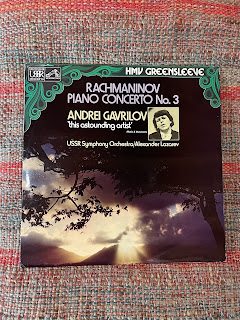 HMV GREENSLEEVE
RACHMANINOV
PIANO CONCERTO No. 3
ANDREI GAVRILOV
'this astounding artist'
USSR Symphony Orchestra/Alexander Lazarev